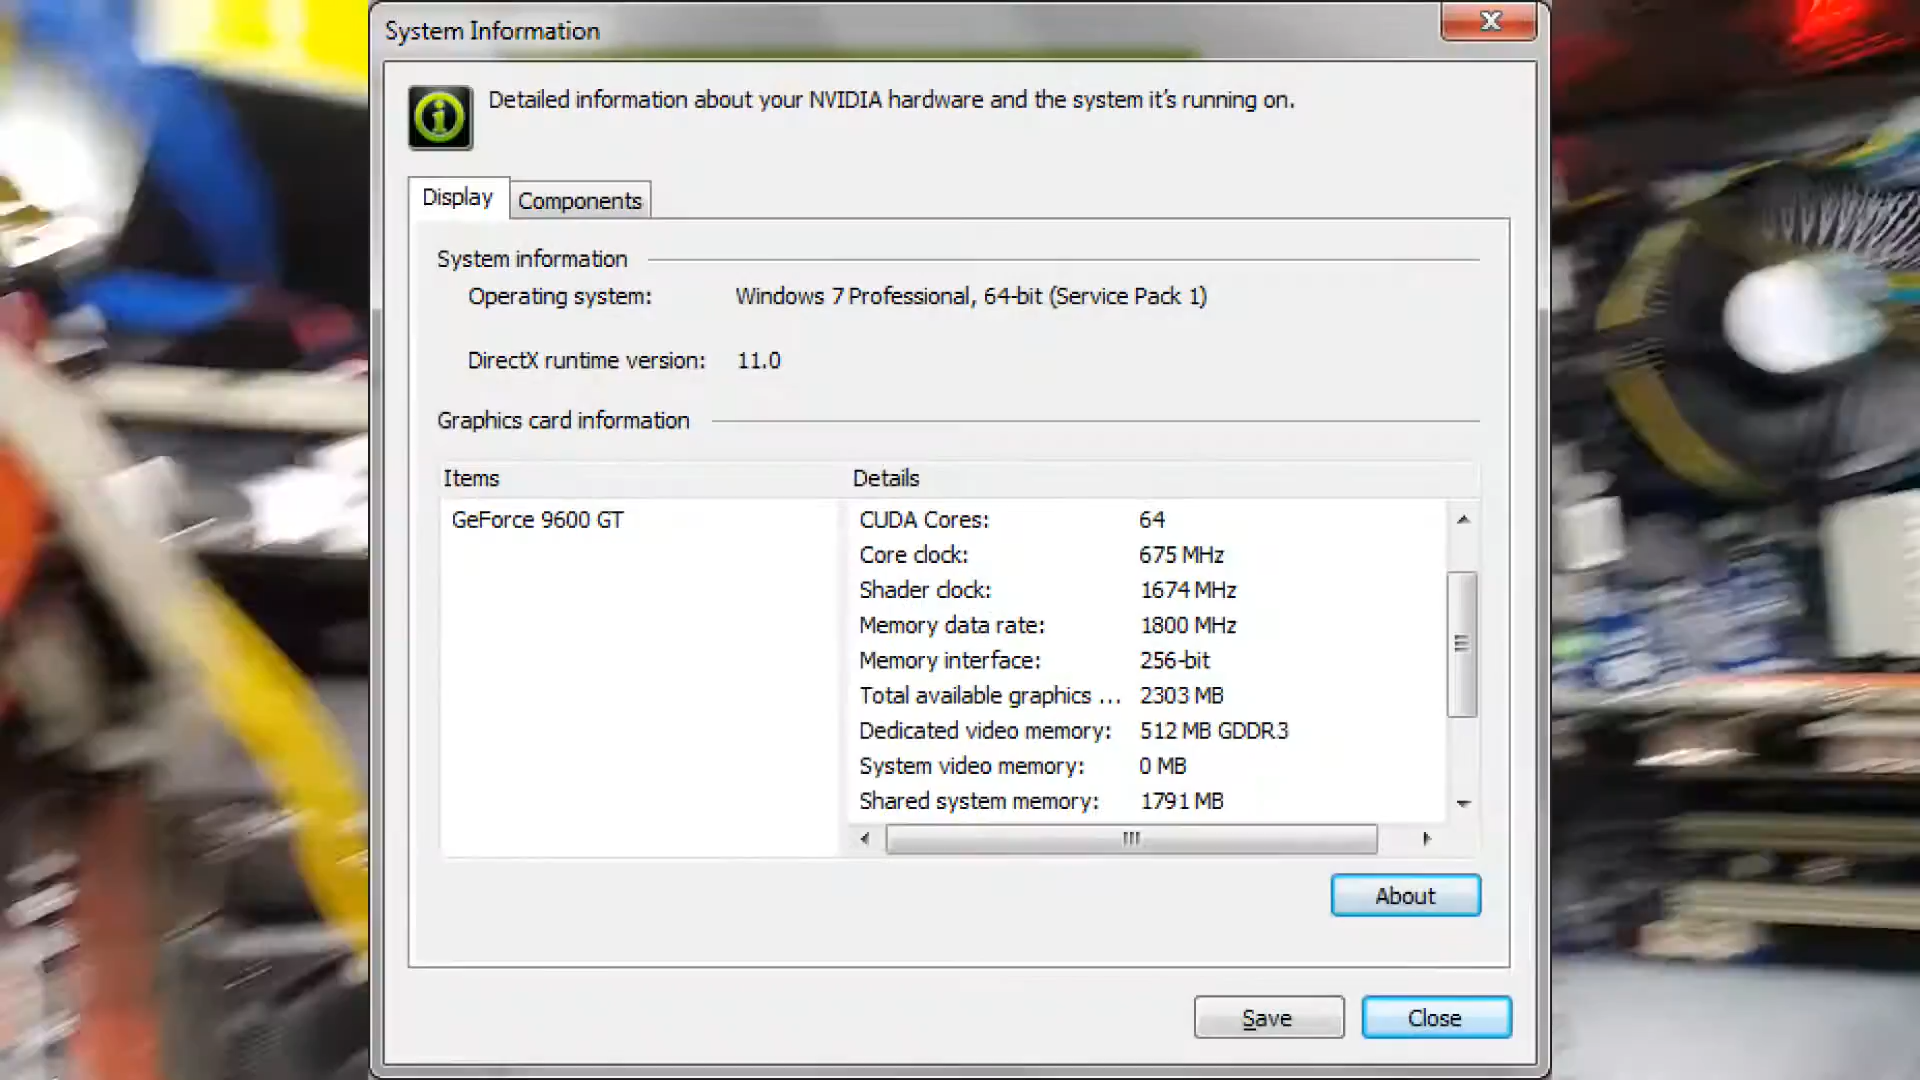 System Information
Detailed information about your NVIDIA hardware and the system it's running on.
Display
Components
System information
Operating system: Windows 7 Professional, 64-bit (Service Pack 1)
DirectX runtime version: 11.0
Graphics card information
Items Details
GeForce 9600 GT
CUDA Cores: 64
Core clock: 675 MHz
Shader clock: 1674 MHz
Memory data rate: 1800 MHz
Memory interface: 256-bit
Total available graphics ... 2303 MB
Dedicated video memory: 512 MB GDDR3
System video memory: 0 MB
Shared system memory: 1791 MB
About
Save
Close